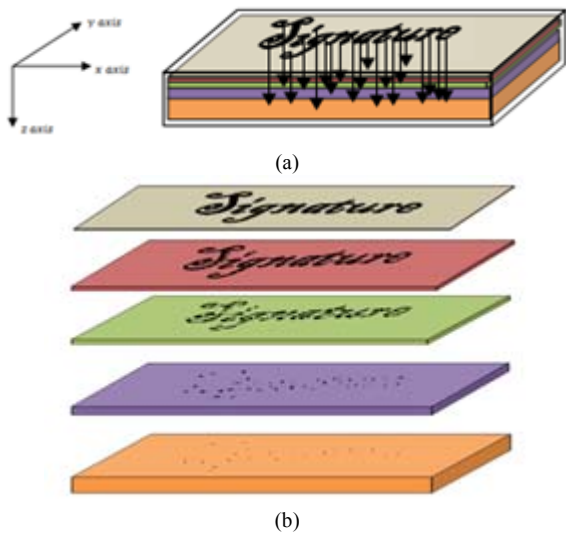 y axis
x axis
z axis
Signature
(a)
Signature
Signature
Signature
(b)